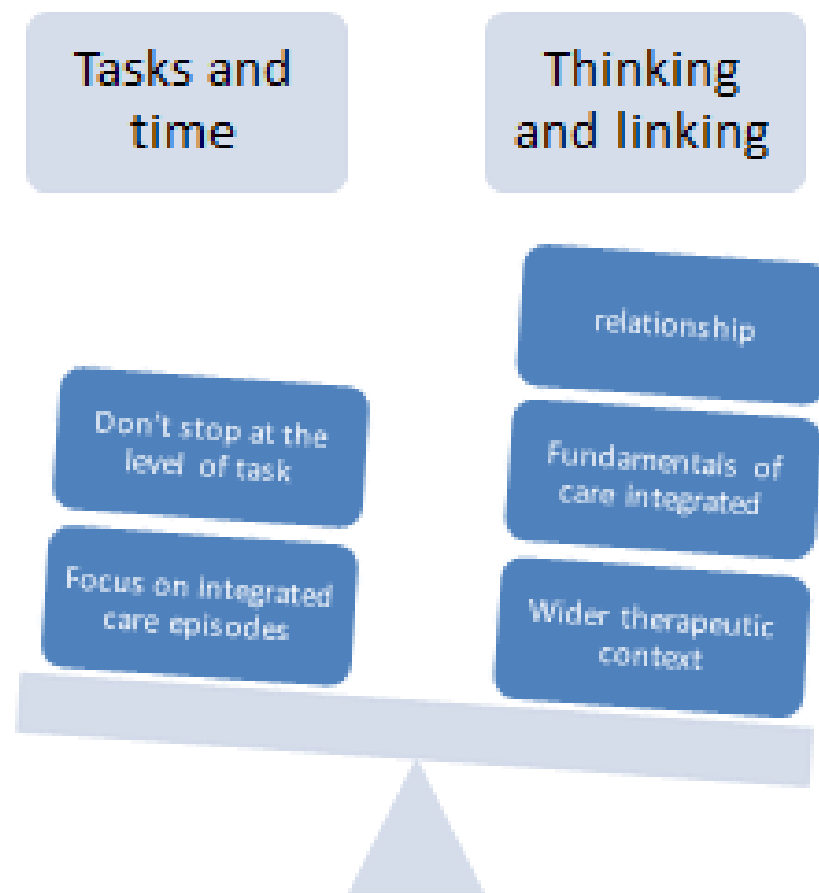 Tasks and
time
Thinking
and linking
relationship
Don't stop at the
level of task
Fundamentals of
care integrated
Focus on integrated
care episodes
Wider therapeutic
context